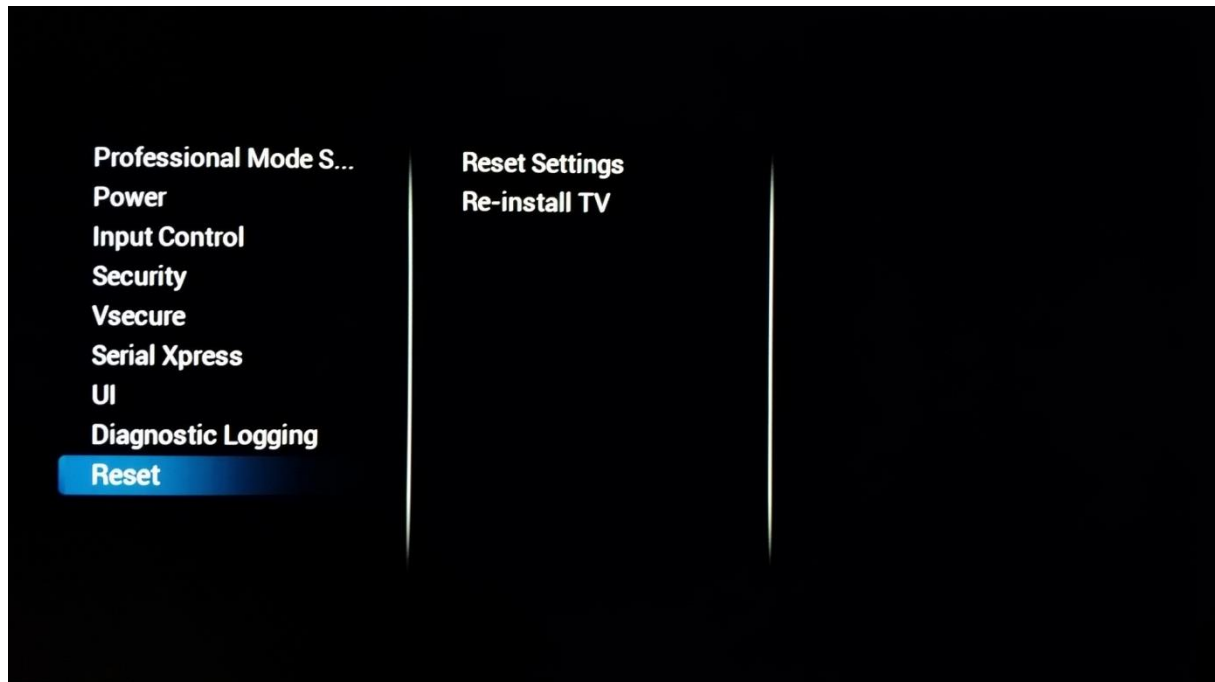 Professional Mode S...
Power
Input Control
Security
Vsecure
Serial Xpress
UI
Diagnostic Logging
Reset
Reset Settings
Re-install TV